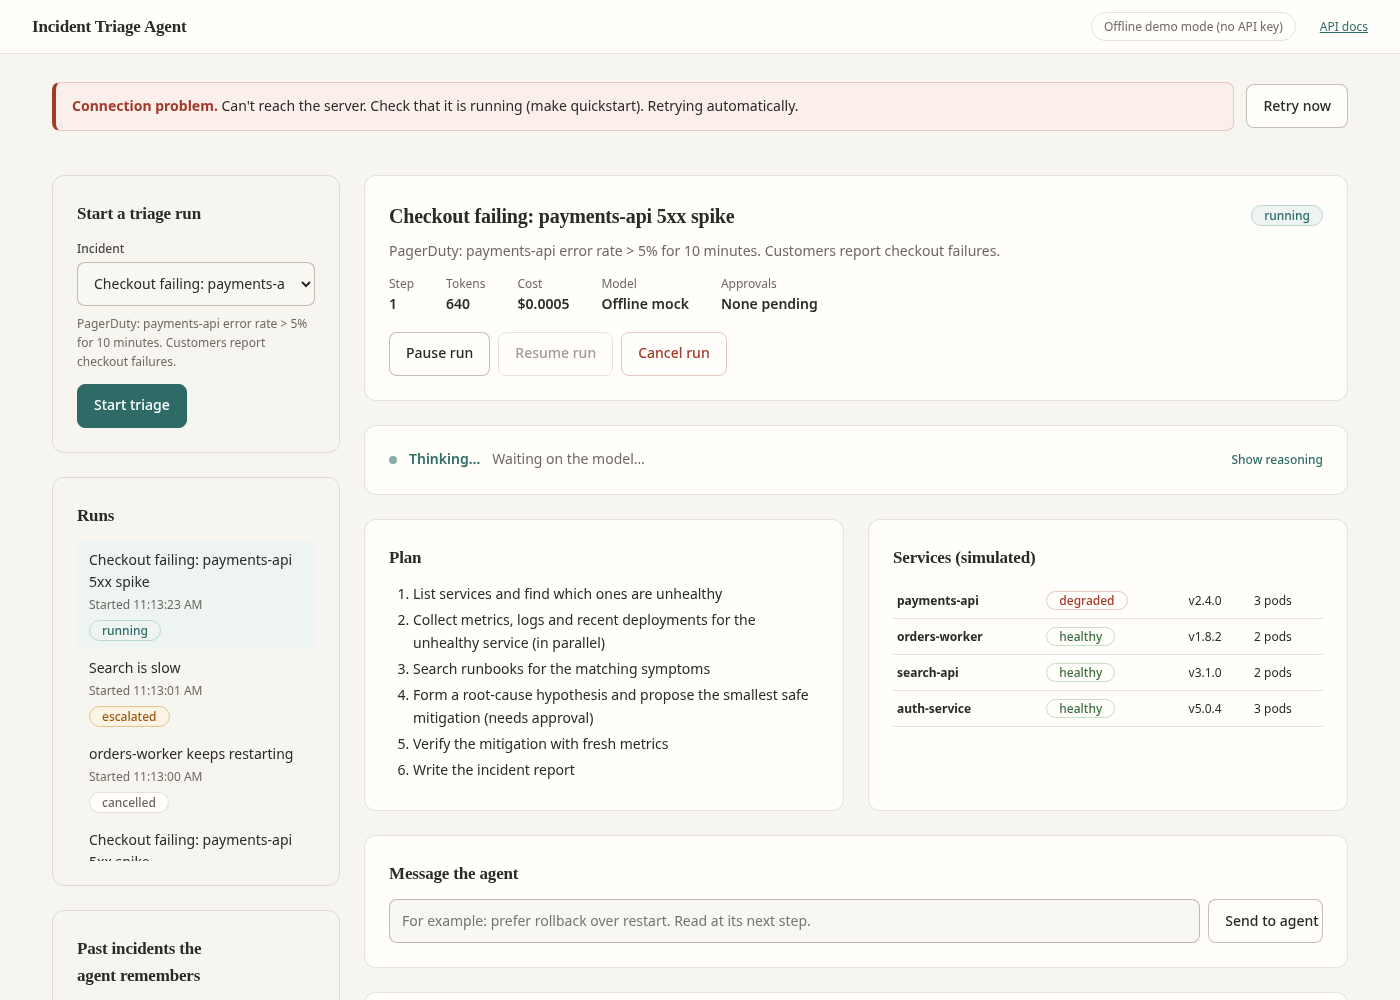 Incident Triage Agent
Offline demo mode (no API key)
API docs
Connection problem. Can't reach the server. Check that it is running (make quickstart). Retrying automatically.
Retry now
Start a triage run
Incident
Checkout failing: payments-a
PagerDuty: payments-api error rate > 5%
for 10 minutes. Customers report
checkout failures.
Start triage
Runs
Checkout failing: payments-api
5xx spike
Started 11:13:23 AM
running
Search is slow
Started 11:13:01 AM
escalated
orders-worker keeps restarting
Started 11:13:00 AM
cancelled
Checkout failing: payments-api
5xx spike
Past incidents the
agent remembers
Checkout failing: payments-api 5xx spike
running
PagerDuty: payments-api error rate > 5% for 10 minutes. Customers report checkout failures.
Step
1
Tokens
640
Cost
$0.0005
Model
Offline mock
Approvals
None pending
Pause run
Resume run
Cancel run
Thinking... Waiting on the model...
Show reasoning
Plan
1. List services and find which ones are unhealthy
2. Collect metrics, logs and recent deployments for the
unhealthy service (in parallel)
3. Search runbooks for the matching symptoms
4. Form a root-cause hypothesis and propose the smallest safe
mitigation (needs approval)
5. Verify the mitigation with fresh metrics
6. Write the incident report
Services (simulated)
payments-api degraded v2.4.0 3 pods
orders-worker healthy v1.8.2 2 pods
search-api healthy v3.1.0 2 pods
auth-service healthy v5.0.4 3 pods
Message the agent
For example: prefer rollback over restart. Read at its next step.
Send to agent